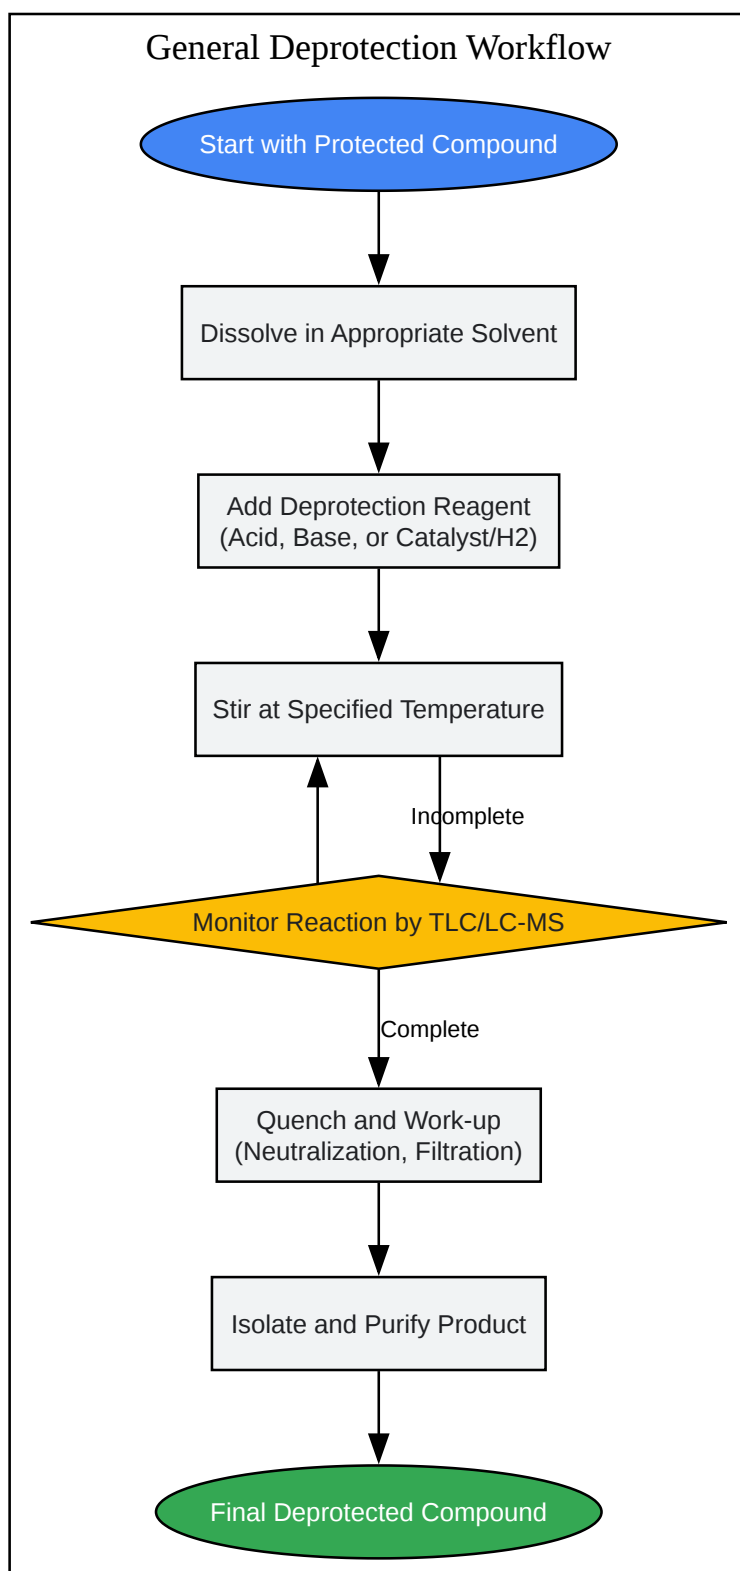 General Deprotection Workflow
Start with Protected Compound
Dissolve in Appropriate Solvent
Add Deprotection Reagent
(Acid, Base, or Catalyst/H2)
Stir at Specified Temperature
Incomplete
Monitor Reaction by TLC/LC-MS
Complete
Quench and Work-up
(Neutralization, Filtration)
Isolate and Purify Product
Final Deprotected Compound